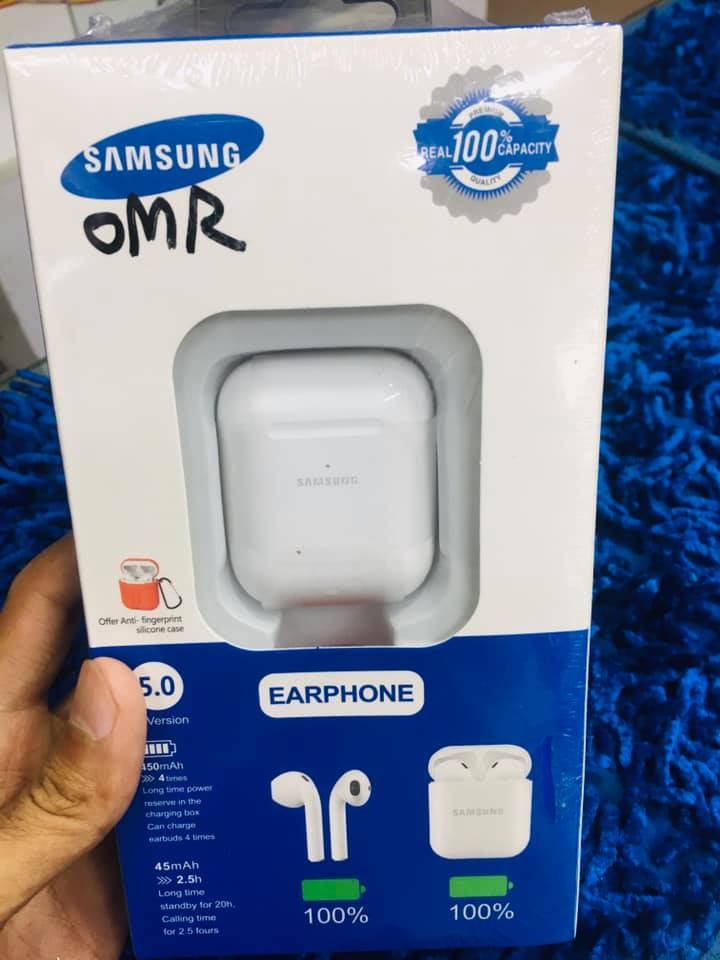 SAMSUNG
OMR
PREMIUM
REAL 100% CAPACITY
QUALITY
SAMSUNG
Offer Anti- fingerprint
silicone case
5.0
Version
EARPHONE
450mAh
>>> 4 times
Long time power
reserve in the
charging box
Can charge
earbuds 4 times
45mAh
>>> 2.5h
Long time
standby for 20h.
Calling time
for 2.5 fours
SAMSUNG
100%
100%